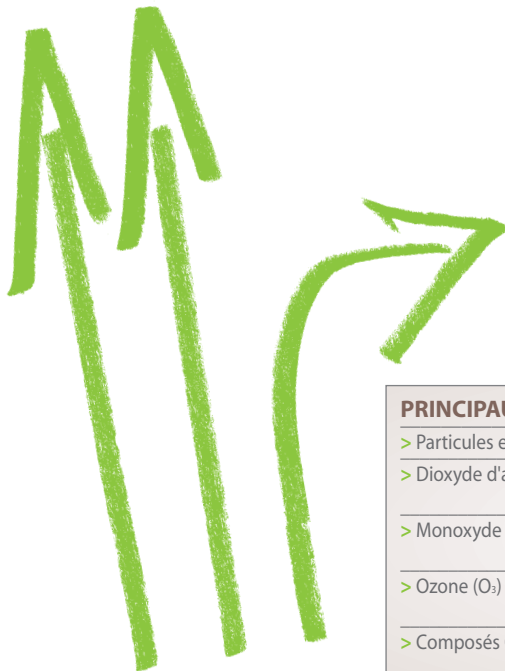 PRINCIPAU
> Particules e
> Dioxyde d'a
> Monoxyde
> Ozone (O₃)
> Composés